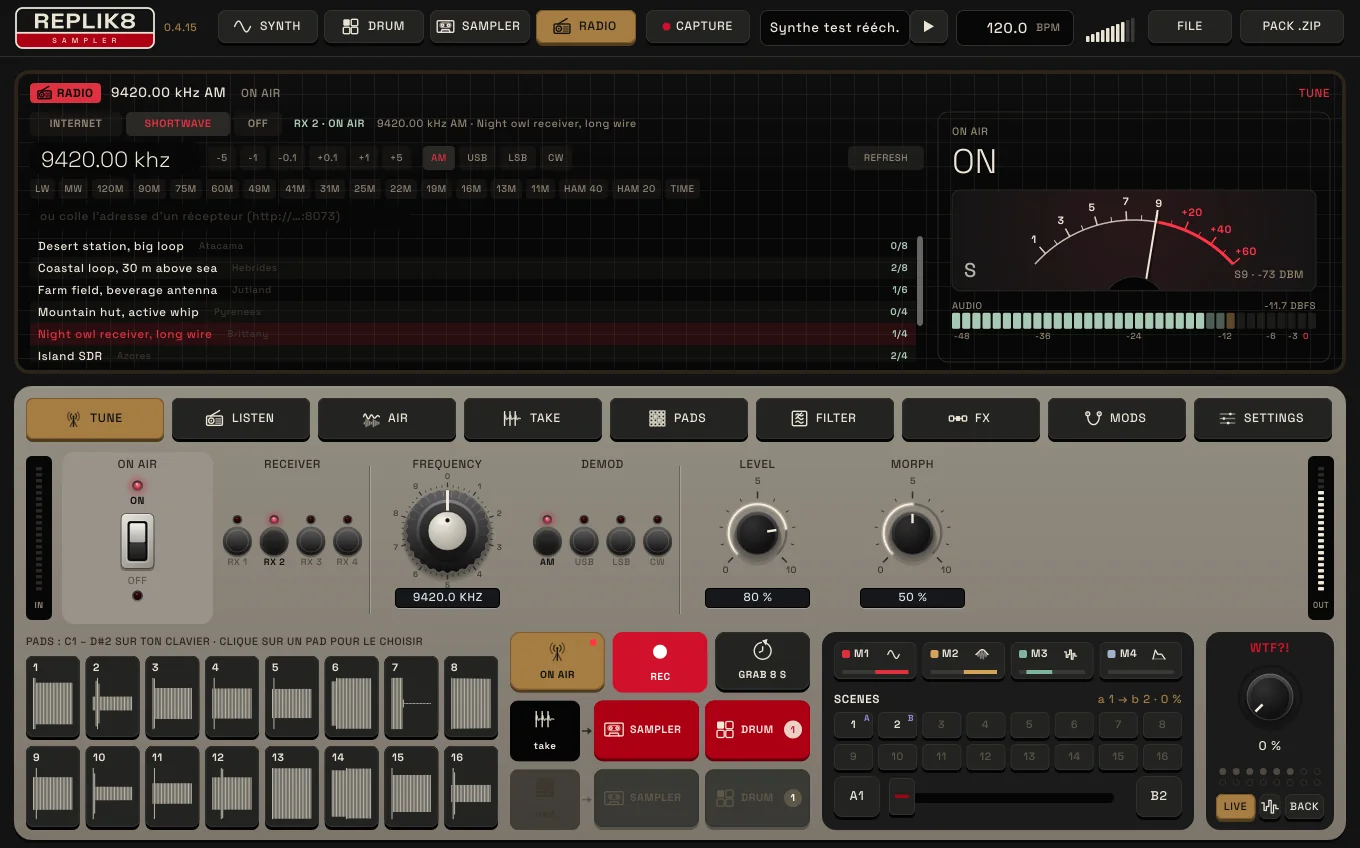 REPLIK8
SAMPLER
0.4.15
SYNTH
DRUM
SAMPLER
RADIO
CAPTURE
Synthe test réech.
120.0 BPM
FILE
PACK .ZIP
RADIO 9420.00 kHz AM ON AIR
TUNE
INTERNET SHORTWAVE OFF RX 2 · ON AIR 9420.00 kHz AM · Night owl receiver, long wire
9420.00 khz -5 -1 -0.1 +0.1 +1 +5 AM USB LSB CW REFRESH
LW MW 120M 90M 75M 60M 49M 41M 31M 25M 22M 19M 16M 13M 11M HAM 40 HAM 20 TIME
ou colle l'adresse d'un récepteur (http://…:8073)
Desert station, big loop Atacama 0/8
Coastal loop, 30 m above sea Hebrides 2/8
Farm field, beverage antenna Jutland 1/6
Mountain hut, active whip Pyrenees 0/4
Night owl receiver, long wire Brittany 1/4
Island SDR Azores 2/4
ON AIR
ON
1 3 5 7 9 +20 +40 +60
S
S9 · -73 DBM
AUDIO -11.7 DBFS
-48 -36 -24 -12 -6 -3 0
TUNE LISTEN AIR TAKE PADS FILTER FX MODS SETTINGS
ON AIR RECEIVER FREQUENCY DEMOD LEVEL MORPH
ON
OFF
IN
RX 1 RX 2 RX 3 RX 4
0 1 2 3 4 5 6 7 8 9
9420.0 KHZ
AM USB LSB CW
0 5 10
80 %
0 5 10
50 %
OUT
PADS : C1 – D#2 SUR TON CLAVIER · CLIQUE SUR UN PAD POUR LE CHOISIR
1 2 3 4 5 6 7 8
9 10 11 12 13 14 15 16
ON AIR REC GRAB 8 S
take SAMPLER DRUM 1
SAMPLER DRUM 1
M1 M2 M3 M4
SCENES a 1 → b 2 · 0 %
1 A 2 B 3 4 5 6 7 8
9 10 11 12 13 14 15 16
A1 B2
WTF?!
0 %
LIVE BACK